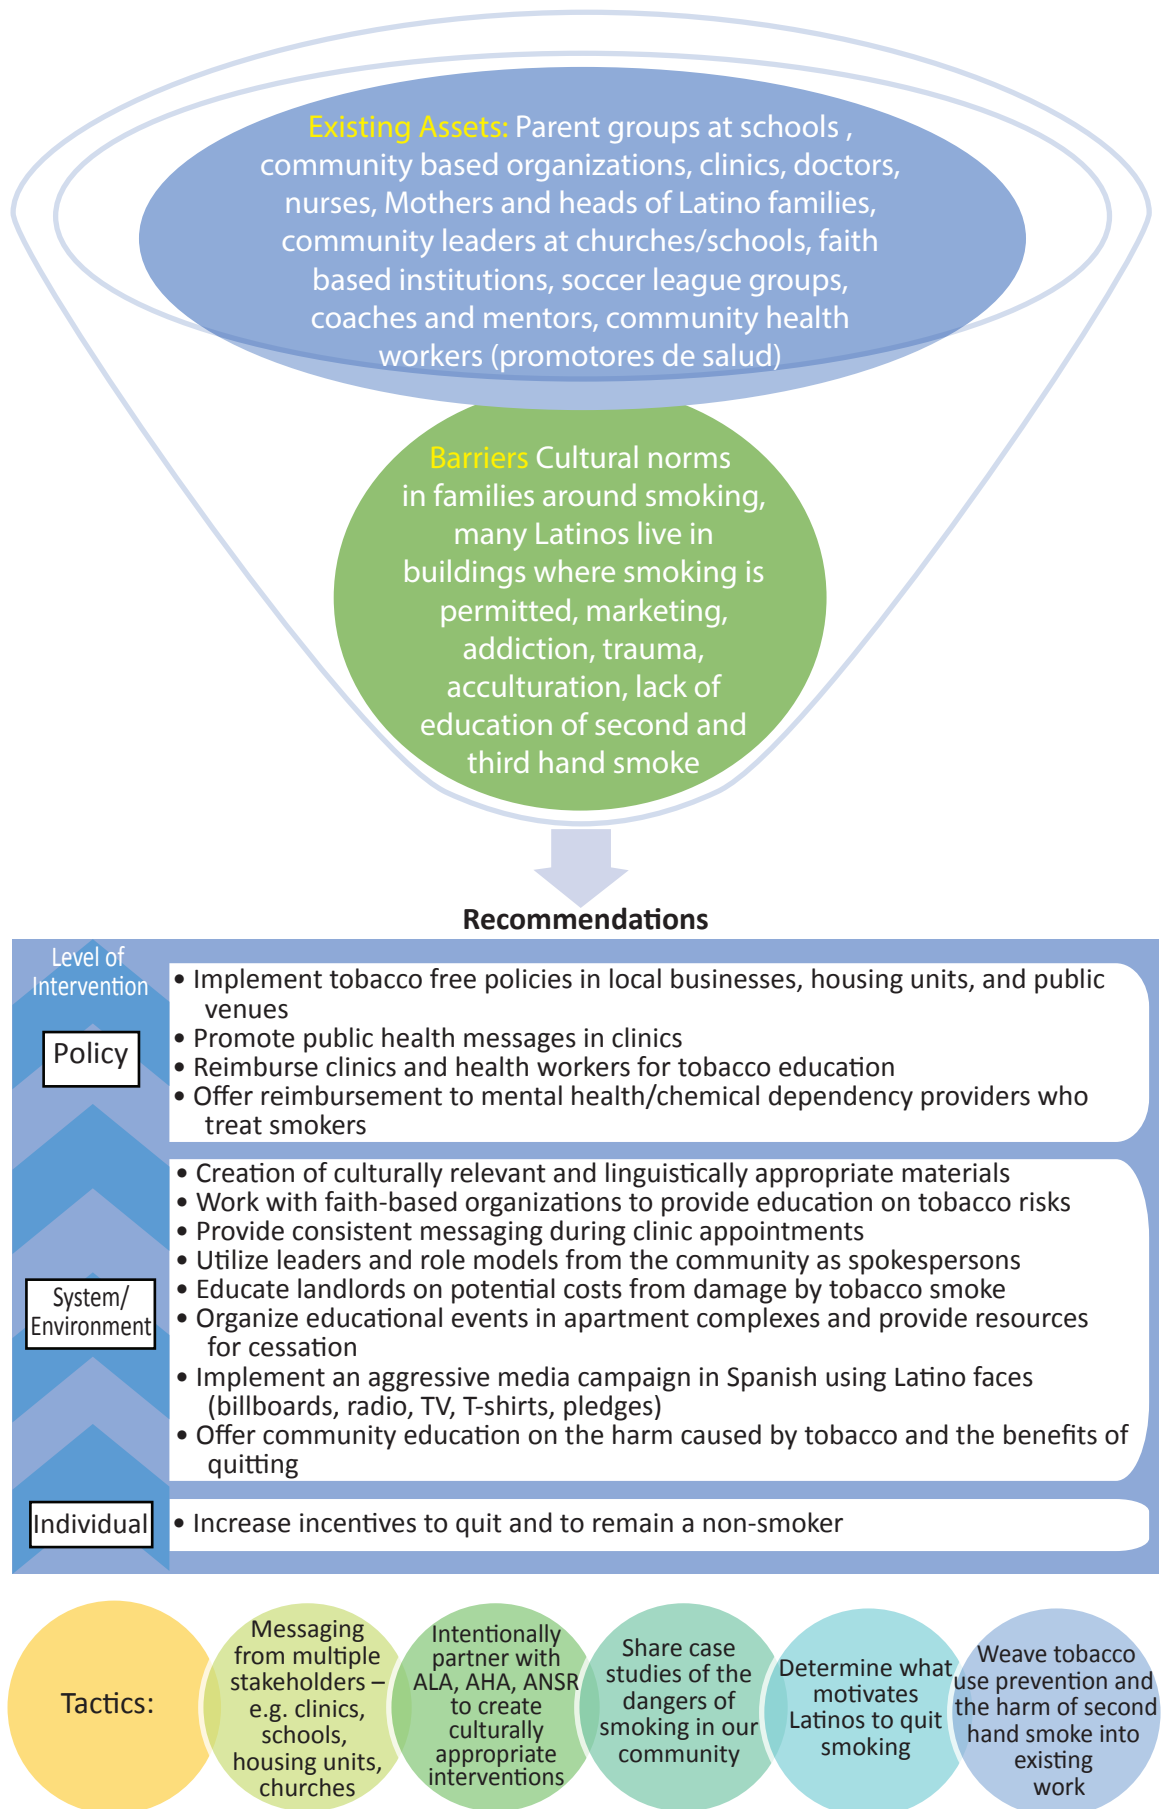 Existing Assets: Parent groups at schools ,
community based organizations, clinics, doctors,
nurses, Mothers and heads of Latino families,
community leaders at churches/schools, faith
based institutions, soccer league groups,
coaches and mentors, community health
workers (promotores de salud)
Barriers Cultural norms
in families around smoking,
many Latinos live in
buildings where smoking is
permitted, marketing,
addiction, trauma,
acculturation, lack of
education of second and
third hand smoke
Recommendations
Level of
Intervention
Policy
• Implement tobacco free policies in local businesses, housing units, and public
venues
• Promote public health messages in clinics
• Reimburse clinics and health workers for tobacco education
• Offer reimbursement to mental health/chemical dependency providers who
treat smokers
System/
Environment
• Creation of culturally relevant and linguistically appropriate materials
• Work with faith-based organizations to provide education on tobacco risks
• Provide consistent messaging during clinic appointments
• Utilize leaders and role models from the community as spokespersons
• Educate landlords on potential costs from damage by tobacco smoke
• Organize educational events in apartment complexes and provide resources
for cessation
• Implement an aggressive media campaign in Spanish using Latino faces
(billboards, radio, TV, T-shirts, pledges)
• Offer community education on the harm caused by tobacco and the benefits of
quitting
Individual
• Increase incentives to quit and to remain a non-smoker
Tactics:
Messaging
from multiple
stakeholders –
e.g. clinics,
schools,
housing units,
churches
Intentionally
partner with
ALA, AHA, ANSR
to create
culturally
appropriate
interventions
Share case
studies of the
dangers of
smoking in our
community
Determine what
motivates
Latinos to quit
smoking
Weave tobacco
use prevention and
the harm of second
hand smoke into
existing
work